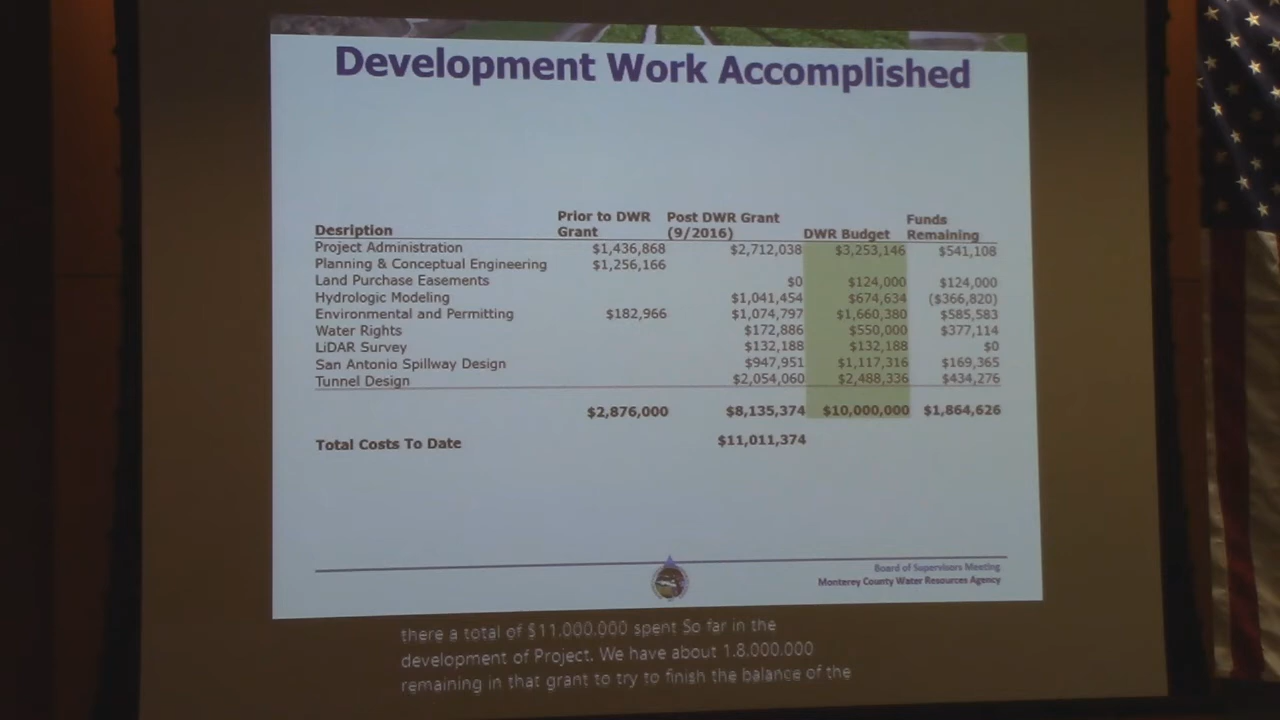 Development Work Accomplished
Desription Prior to DWR Grant Post DWR Grant (9/2016) DWR Budget Funds Remaining
Project Administration $1,436,868 $2,712,038 $3,253,146 $541,108
Planning & Conceptual Engineering $1,256,166
Land Purchase Easements $0 $124,000 $124,000
Hydrologic Modeling $1,041,454 $674,634 ($366,820)
Environmental and Permitting $182,966 $1,074,797 $1,660,380 $585,583
Water Rights $172,886 $550,000 $377,114
LiDAR Survey $132,188 $132,188 $0
San Antonio Spillway Design $947,951 $1,117,316 $169,365
Tunnel Design $2,054,060 $2,488,336 $434,276
$2,876,000 $8,135,374 $10,000,000 $1,864,626
Total Costs To Date $11,011,374
Board of Supervisors Meeting
Monterey County Water Resources Agency
there a total of $11.000.000 spent So far in the
development of Project. We have about 1.8.000.000
remaining in that grant to try to finish the balance of the